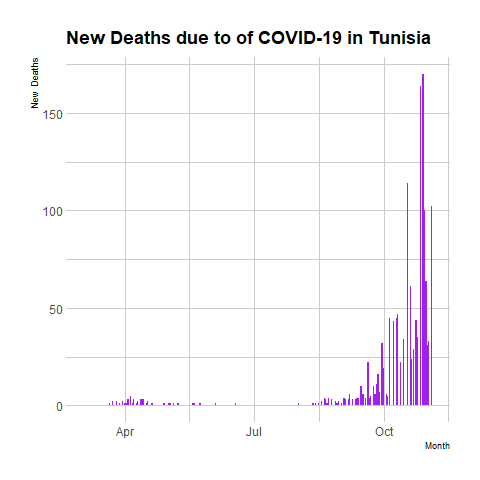 New Deaths due to of COVID-19 in Tunisia
New Deaths
150
100
50
0
Apr
Jul
Oct
Month